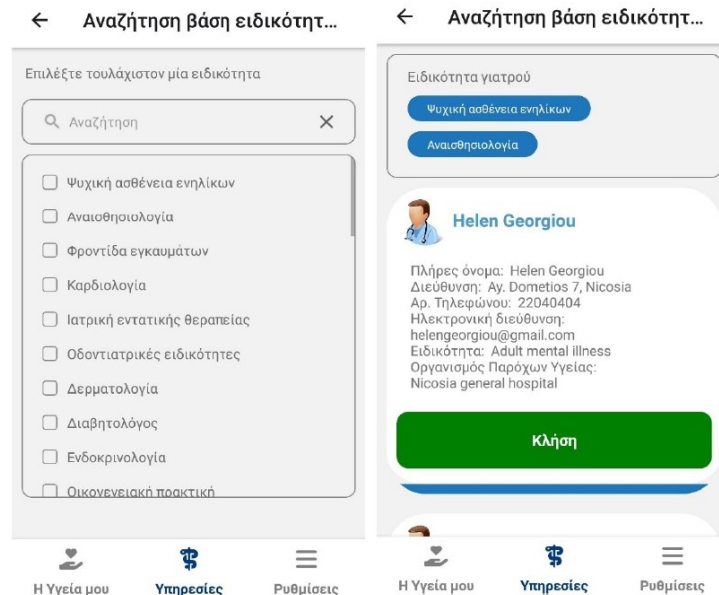 Αναζήτηση βάση ειδικότητ...
Επιλέξτε τουλάχιστον μία ειδικότητα
Αναζήτηση
Ψυχική ασθένεια ενηλίκων
Αναισθησιολογία
Φροντίδα εγκαυμάτων
Καρδιολογία
Ιατρική εντατικής θεραπείας
Οδοντιατρικές ειδικότητες
Δερματολογία
Διαβητολόγος
Ενδοκρινολογία
Οικογενειακή πρακτική
Η Υγεία μου
Υπηρεσίες
Ρυθμίσεις
Αναζήτηση βάση ειδικότητ...
Ειδικότητα γιατρού
Ψυχική ασθένεια ενηλίκων
Αναισθησιολογία
Helen Georgiou
Πλήρες όνομα: Helen Georgiou
Διεύθυνση: Ay. Dometios 7, Nicosia
Αρ. Τηλεφώνου: 22040404
Ηλεκτρονική διεύθυνση:
helengeorgiou@gmail.com
Ειδικότητα: Adult mental illness
Οργανισμός Παρόχων Υγείας:
Nicosia general hospital
Κλήση
Η Υγεία μου
Υπηρεσίες
Ρυθμίσεις